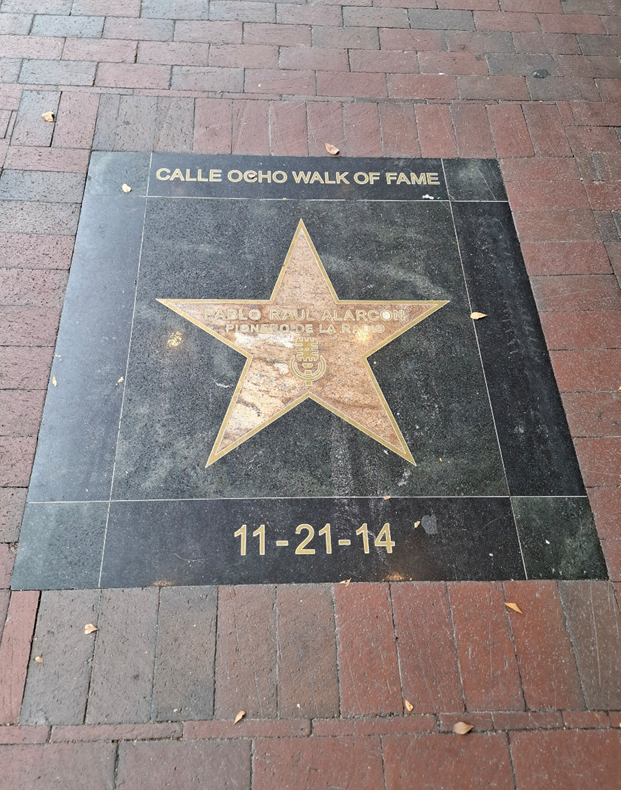 CALLE OCHO WALK OF FAME
PABLO RAUL ALARCON
PIONERO DE LA RADIO
11-21-14